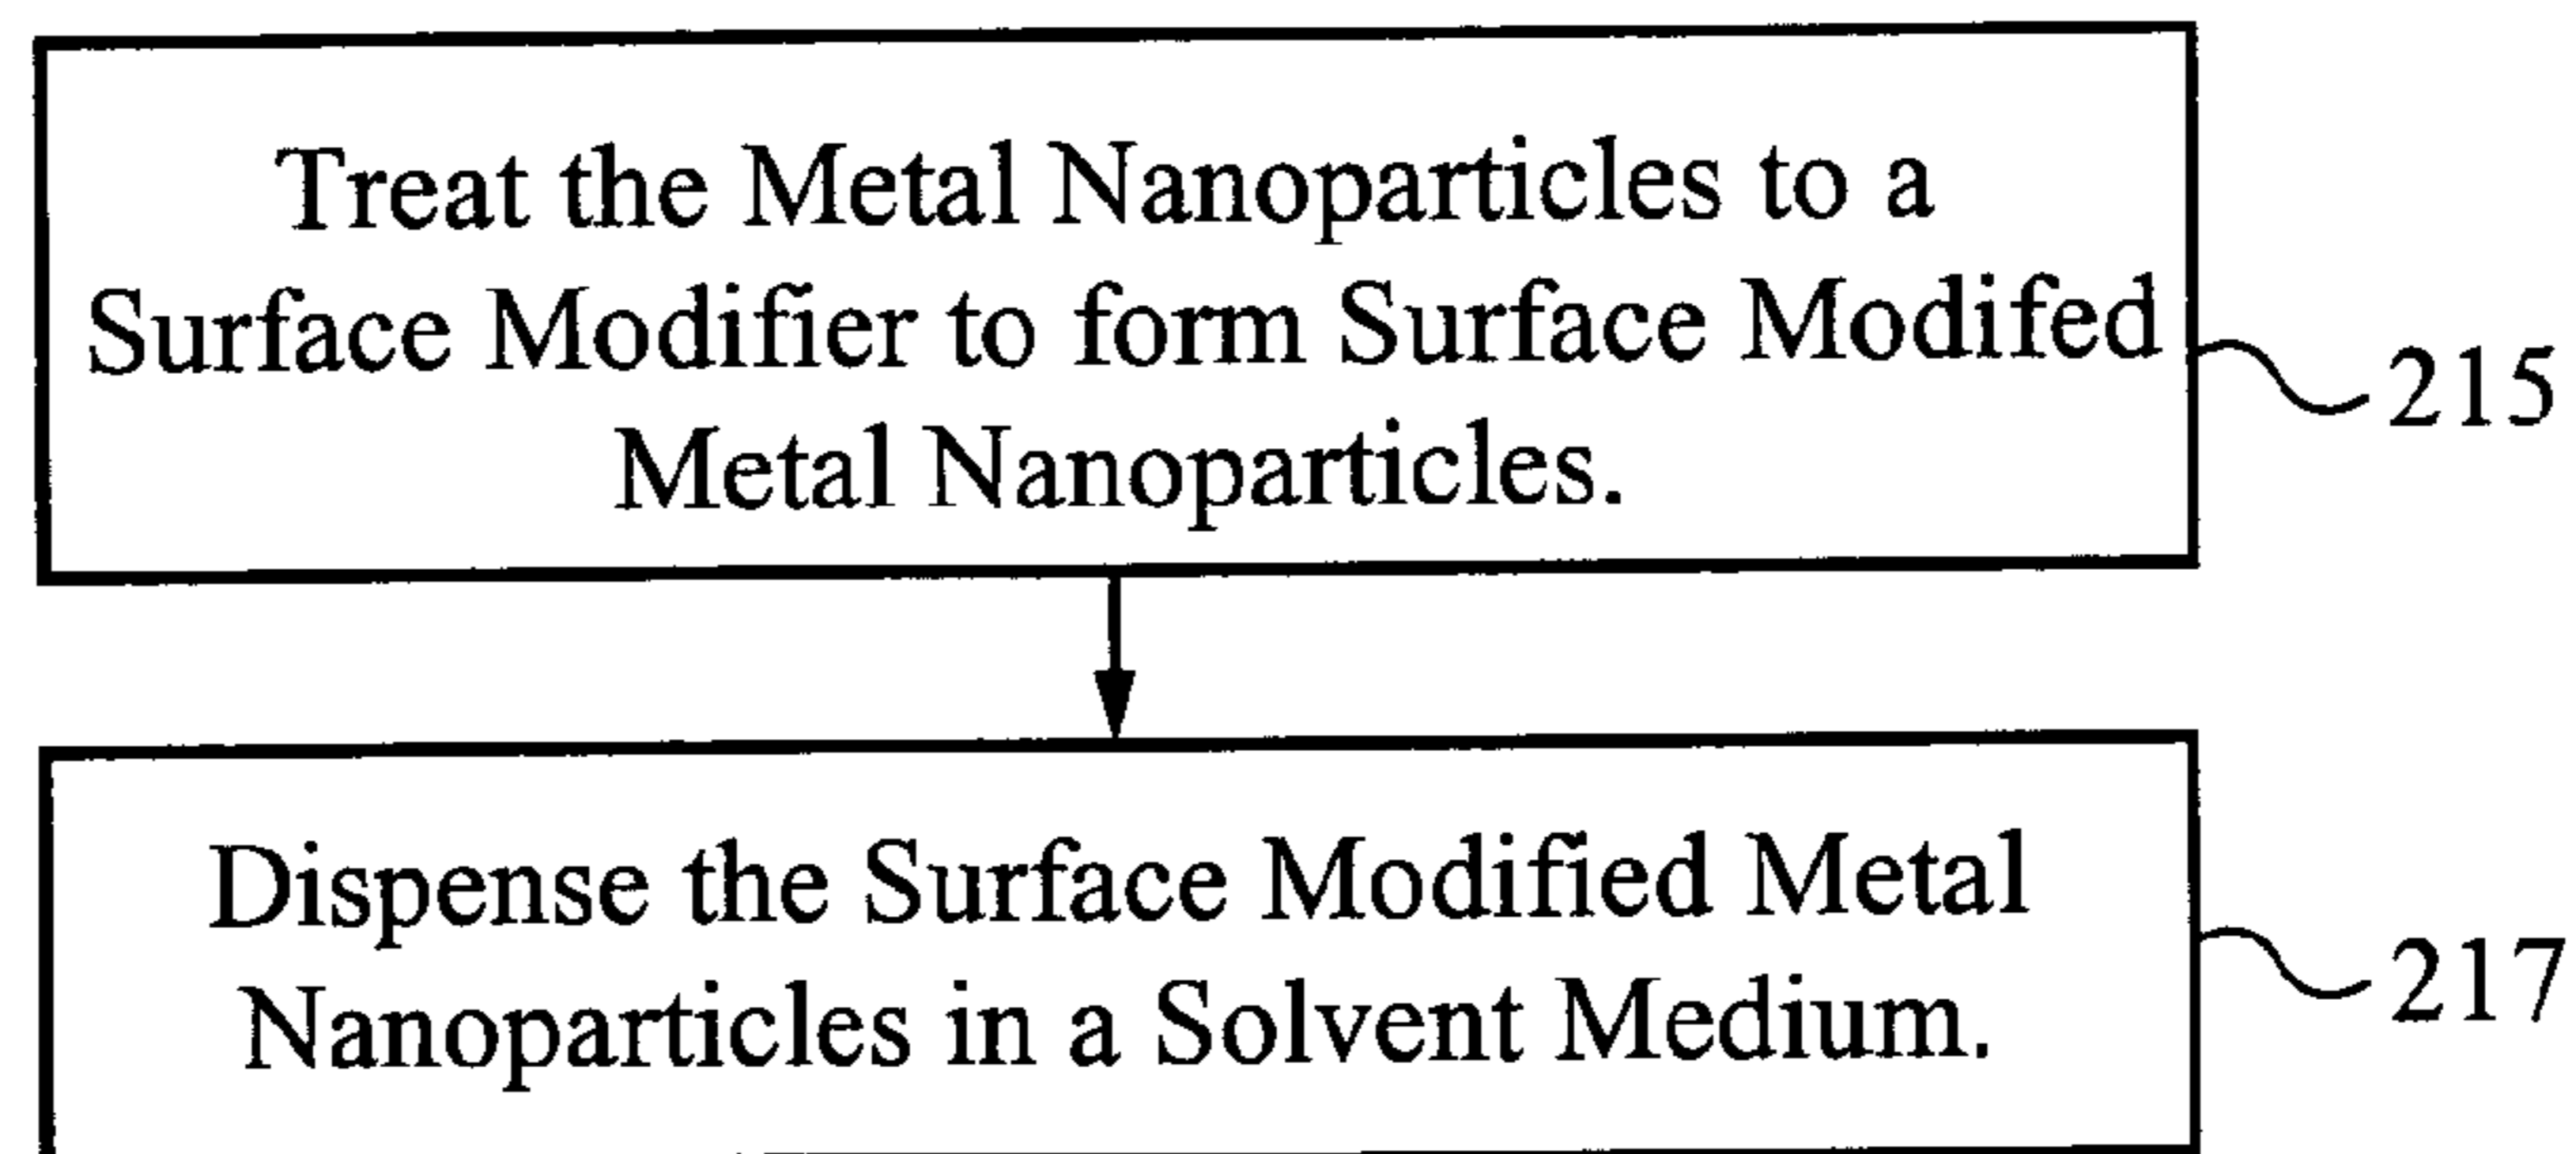 Treat the Metal Nanoparticles to a
Surface Modifier to form Surface Modifed
Metal Nanoparticles.
215
Dispense the Surface Modified Metal
Nanoparticles in a Solvent Medium.
217